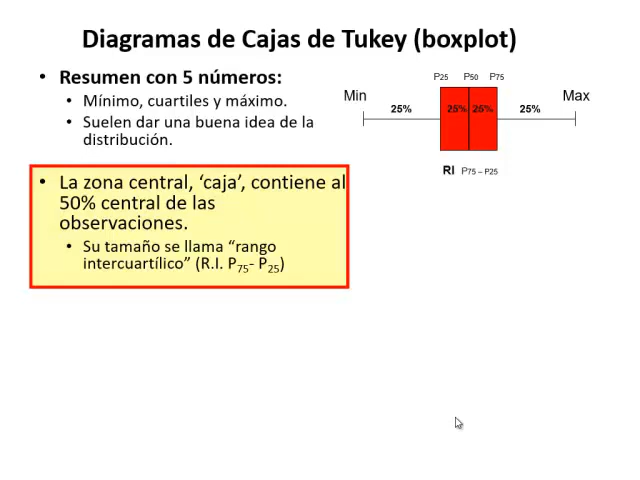 Diagramas de Cajas de Tukey (boxplot)
• Resumen con 5 números:
• Mínimo, cuartiles y máximo.
• Suelen dar una buena idea de la
distribución.
• La zona central, ‘caja’, contiene al
50% central de las
observaciones.
• Su tamaño se llama “rango
intercuartílico” (R.I. P75- P25)
P25 P50 P75
Min Max
25% 25% 25% 25%
RI P75 – P25